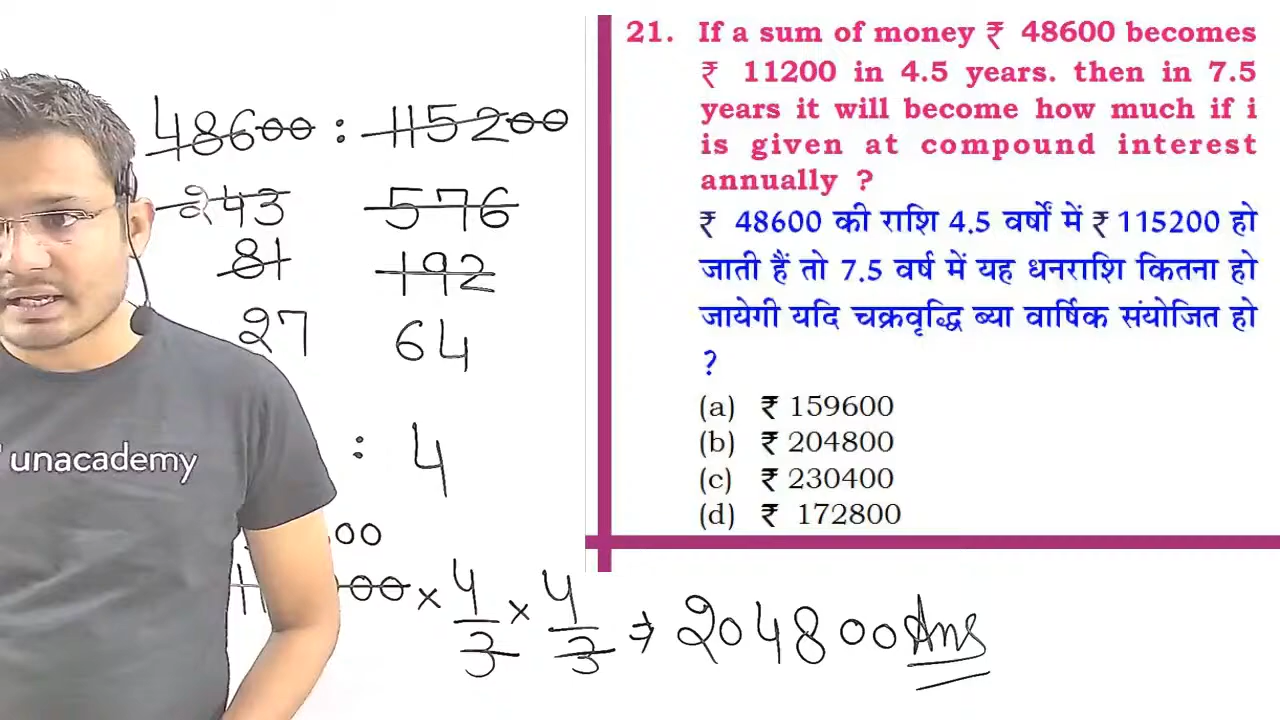 48600 : 115200
243 576
81 192
27 64
: 4
00
00 × 4/3 × 4/3 ⇒ 204800 Ans
unacademy
21. If a sum of money ₹ 48600 becomes
₹ 11200 in 4.5 years. then in 7.5
years it will become how much if i
is given at compound interest
annually ?
₹ 48600 की राशि 4.5 वर्षों में ₹ 115200 हो
जाती हैं तो 7.5 वर्ष में यह धनराशि कितना हो
जायेगी यदि चक्रवृद्धि ब्या वार्षिक संयोजित हो
?
(a) ₹ 159600
(b) ₹ 204800
(c) ₹ 230400
(d) ₹ 172800